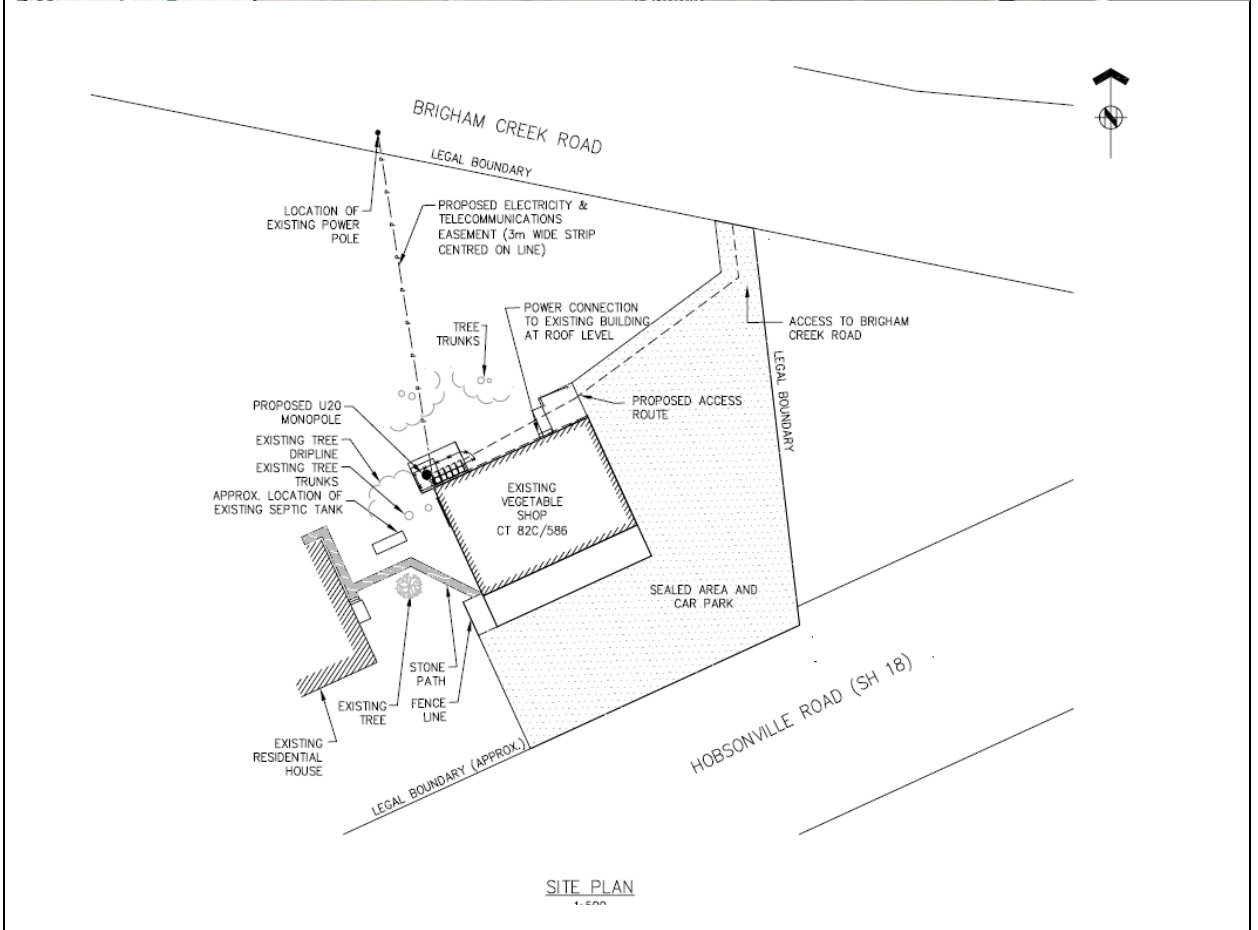 BRIGHAM CREEK ROAD
LEGAL BOUNDARY
LOCATION OF
EXISTING POWER
POLE
PROPOSED ELECTRICITY &
TELECOMMUNICATIONS
EASEMENT (3m WIDE STRIP
CENTRED ON LINE)
POWER CONNECTION
TO EXISTING BUILDING
AT ROOF LEVEL
TREE
TRUNKS
ACCESS TO BRIGHAM
CREEK ROAD
LEGAL BOUNDARY
PROPOSED ACCESS
ROUTE
PROPOSED U20
MONOPOLE
EXISTING TREE
DRIPLINE
EXISTING TREE
TRUNKS
APPROX. LOCATION OF
EXISTING SEPTIC TANK
EXISTING
VEGETABLE
SHOP
CT 82C/586
SEALED AREA AND
CAR PARK
STONE
PATH
FENCE
LINE
EXISTING
TREE
EXISTING
RESIDENTIAL
HOUSE
LEGAL BOUNDARY (APPROX.)
HOBSONVILLE ROAD (SH 18)
N
SITE PLAN